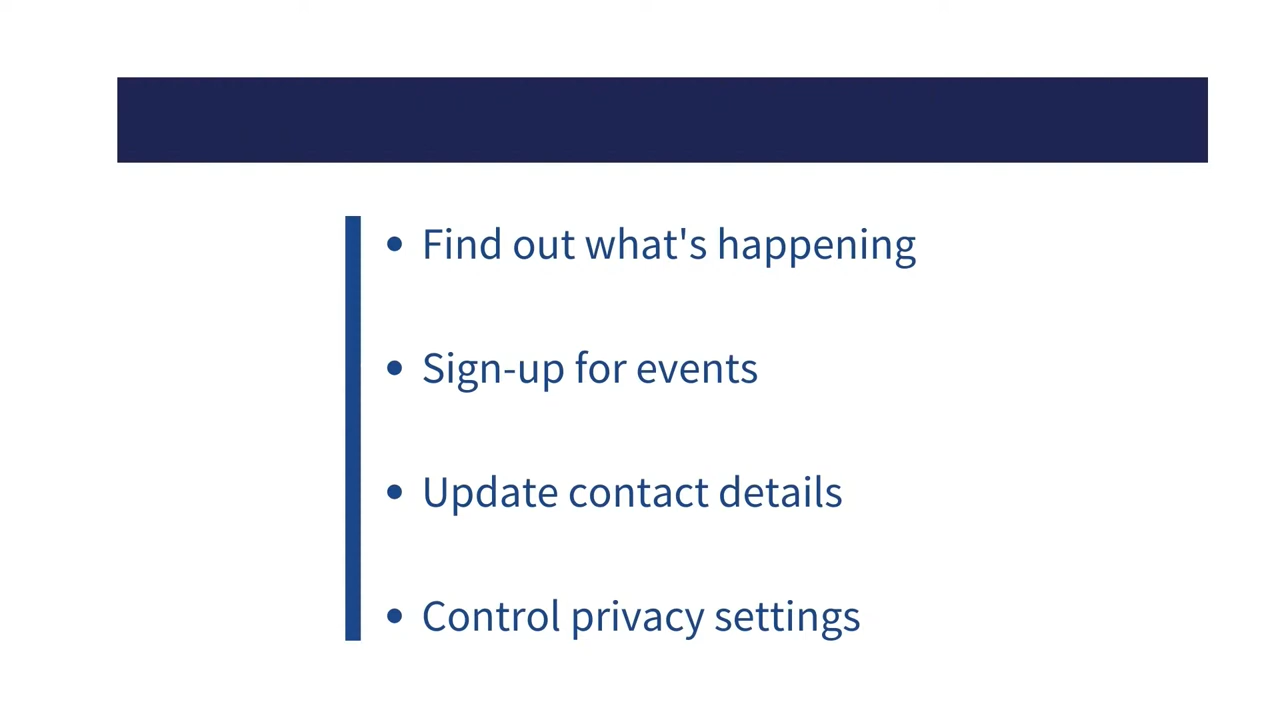 • Find out what's happening
• Sign-up for events
• Update contact details
• Control privacy settings